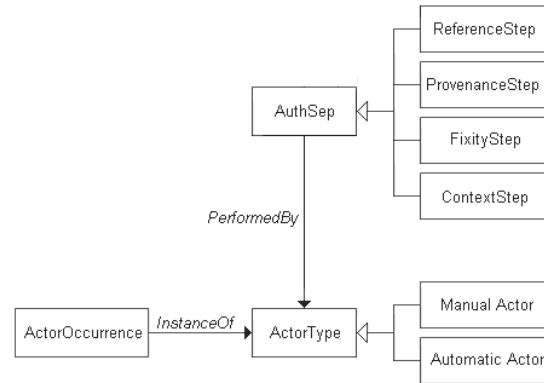 ReferenceStep
ProvenanceStep
AuthSep
FixityStep
ContextStep
PerformedBy
Manual Actor
InstanceOf
ActorOccurrence
ActorType
Automatic Actor